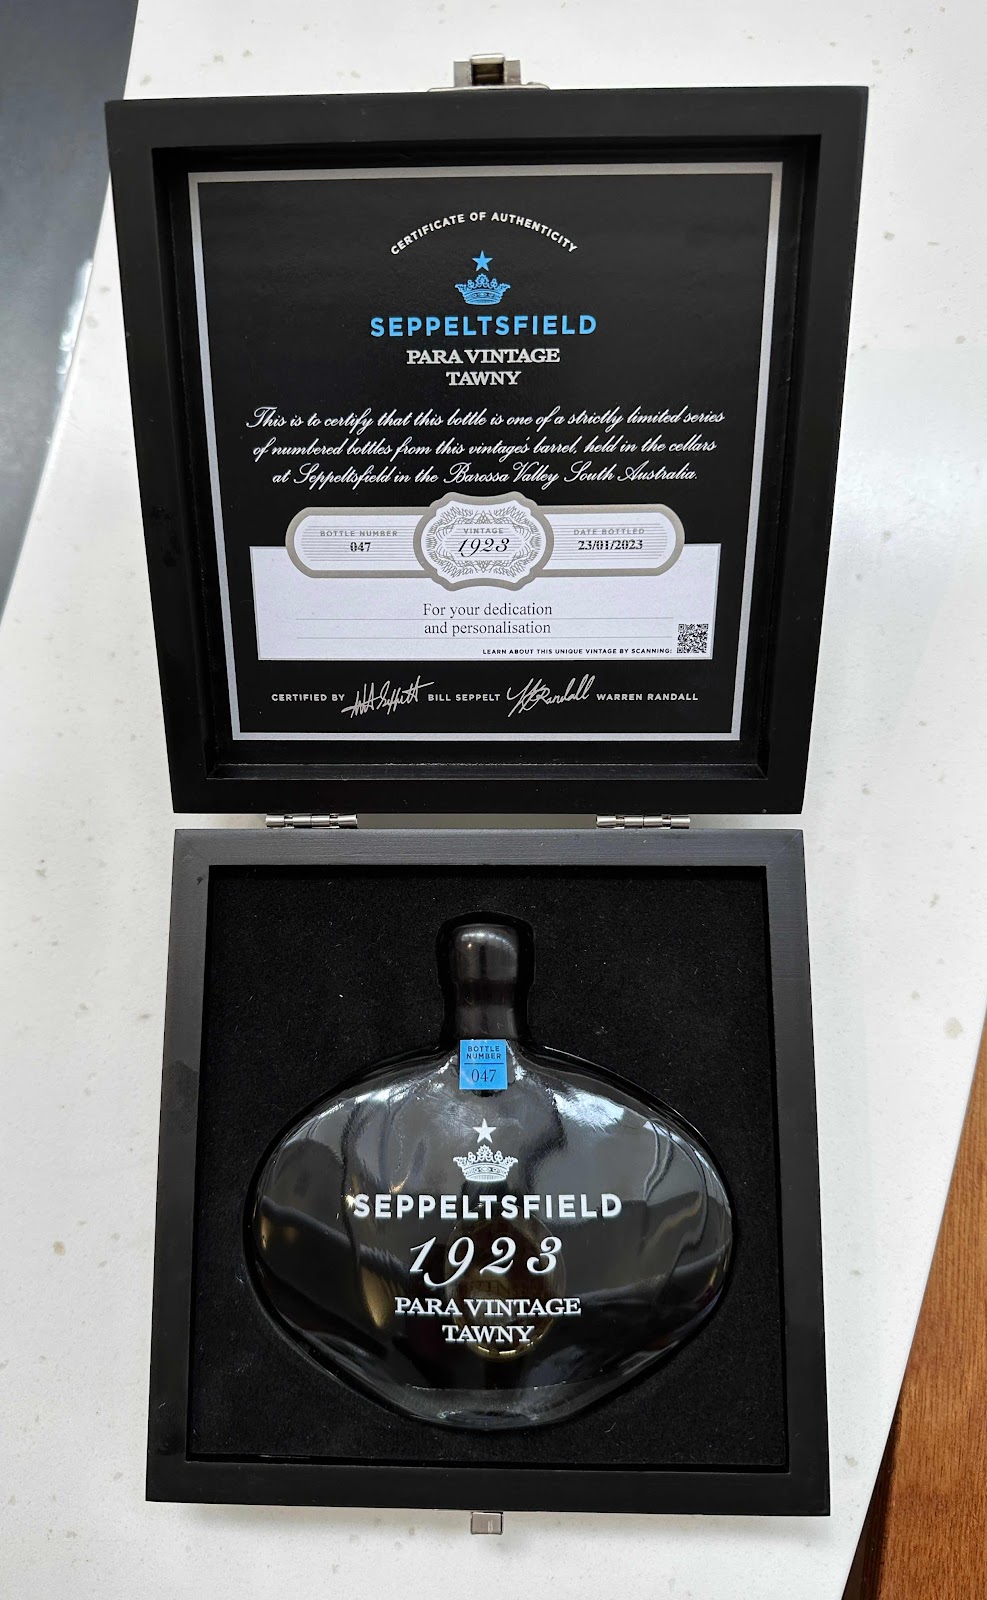 CERTIFICATE OF AUTHENTICITY
SEPPELTSFIELD
PARA VINTAGE
TAWNY
This is to certify that this bottle is one of a strictly limited series
of numbered bottles from this vintage's barrel, held in the cellars
at Seppeltsfield in the Barossa Valley South Australia.
BOTTLE NUMBER
047
VINTAGE
1923
DATE BOTTLED
23/01/2023
For your dedication
and personalisation
LEARN ABOUT THIS UNIQUE VINTAGE BY SCANNING:
CERTIFIED BY WA Seppelt BILL SEPPELT W Randall WARREN RANDALL
BOTTLE
NUMBER
047
SEPPELTSFIELD
1923
PARA VINTAGE
TAWNY